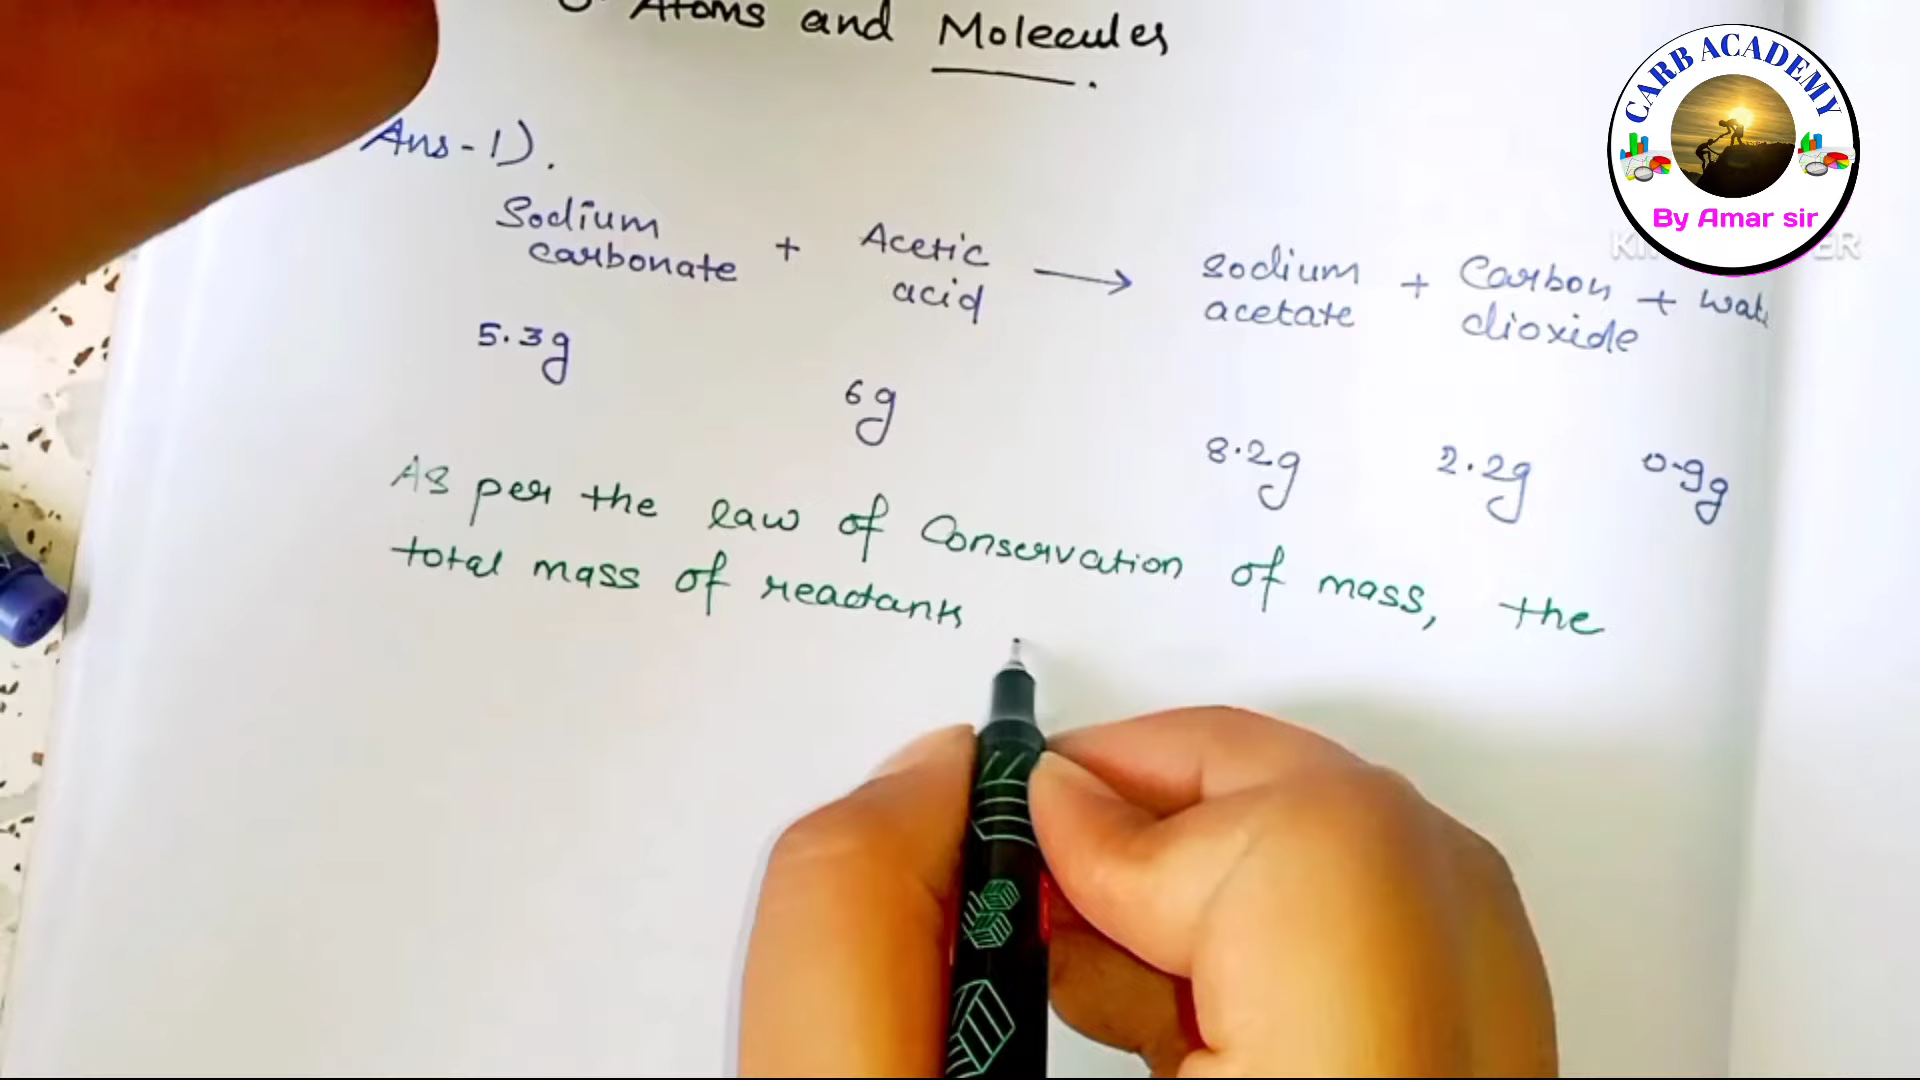 Atoms and Molecules
Ans-1).
Sodium carbonate + Acetic acid → sodium acetate + Carbon dioxide + wat
5.3g 6g 8.2g 2.2g 0.9g
As per the law of Conservation of mass, the
total mass of reactants
CARB ACADEMY
By Amar sir